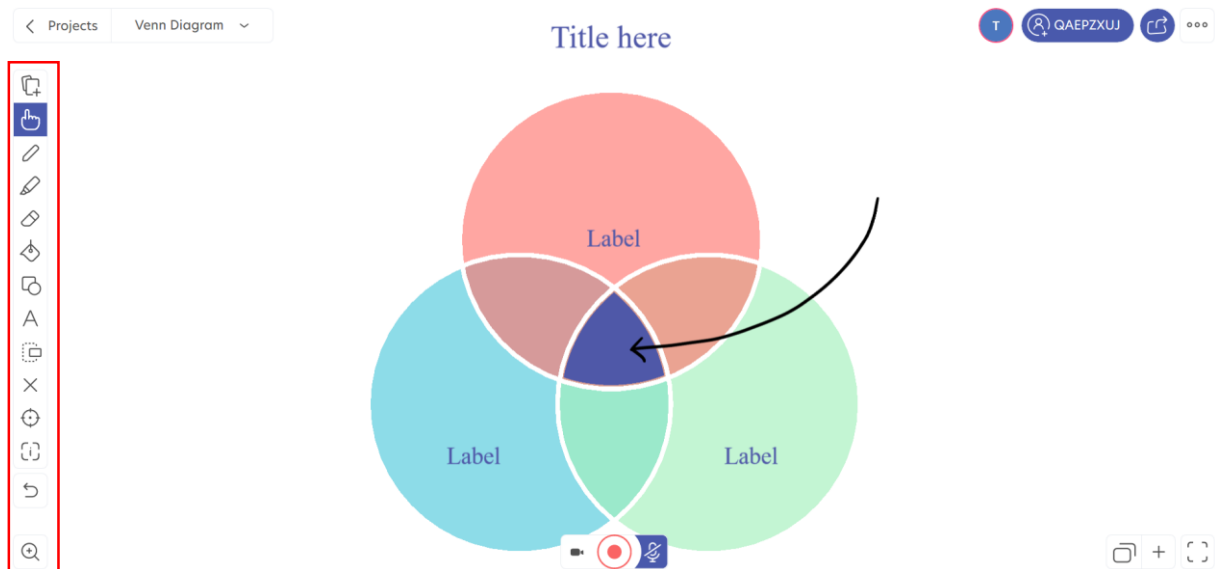 Projects
Venn Diagram
Title here
T
QAEPZXUJ
Label
Label
Label